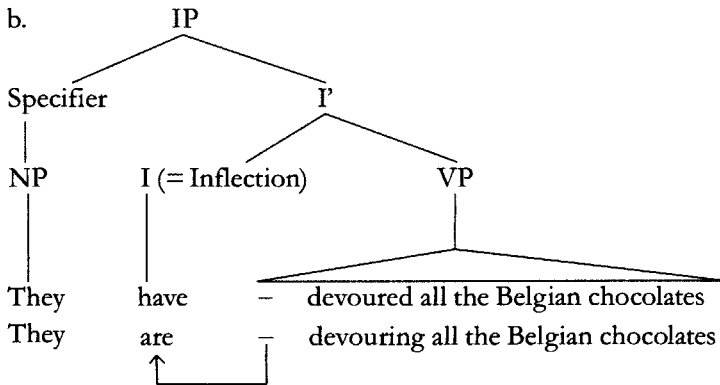 b.
IP
Specifier I’
NP I (= Inflection) VP
They have – devoured all the Belgian chocolates
They are – devouring all the Belgian chocolates